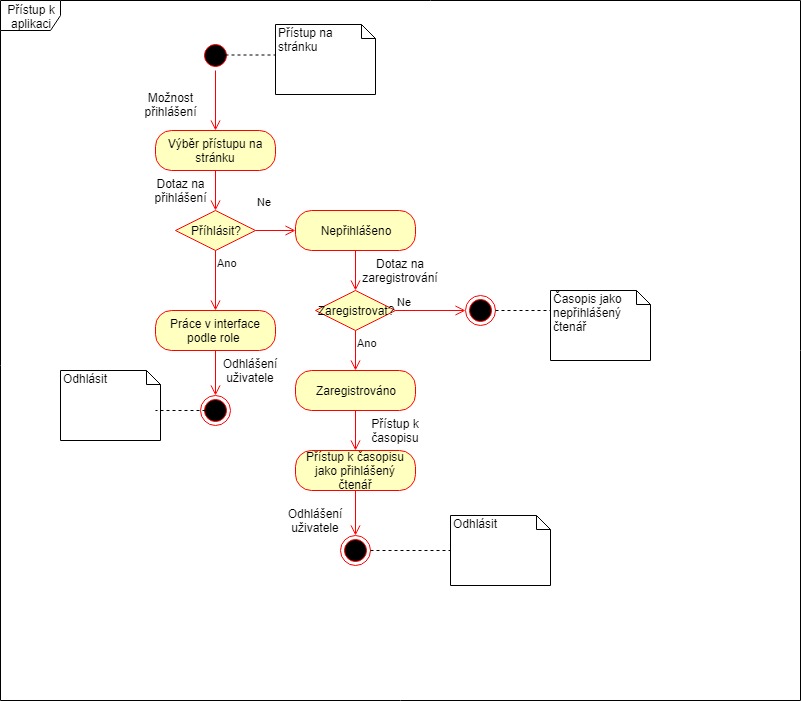 Přístup k
aplikaci
Přístup na
stránku
Možnost
přihlášení
Výběr přístupu na
stránku
Dotaz na
přihlášení
Ne
Příhlásit?
Nepřihlášeno
Ano
Dotaz na
zaregistrování
Zaregistrovat?
Ne
Časopis jako
nepřihlášený
čtenář
Práce v interface
podle role
Ano
Odhlášení
uživatele
Odhlásit
Zaregistrováno
Přístup k
časopisu
Přístup k časopisu
jako přihlášený
čtenář
Odhlášení
uživatele
Odhlásit